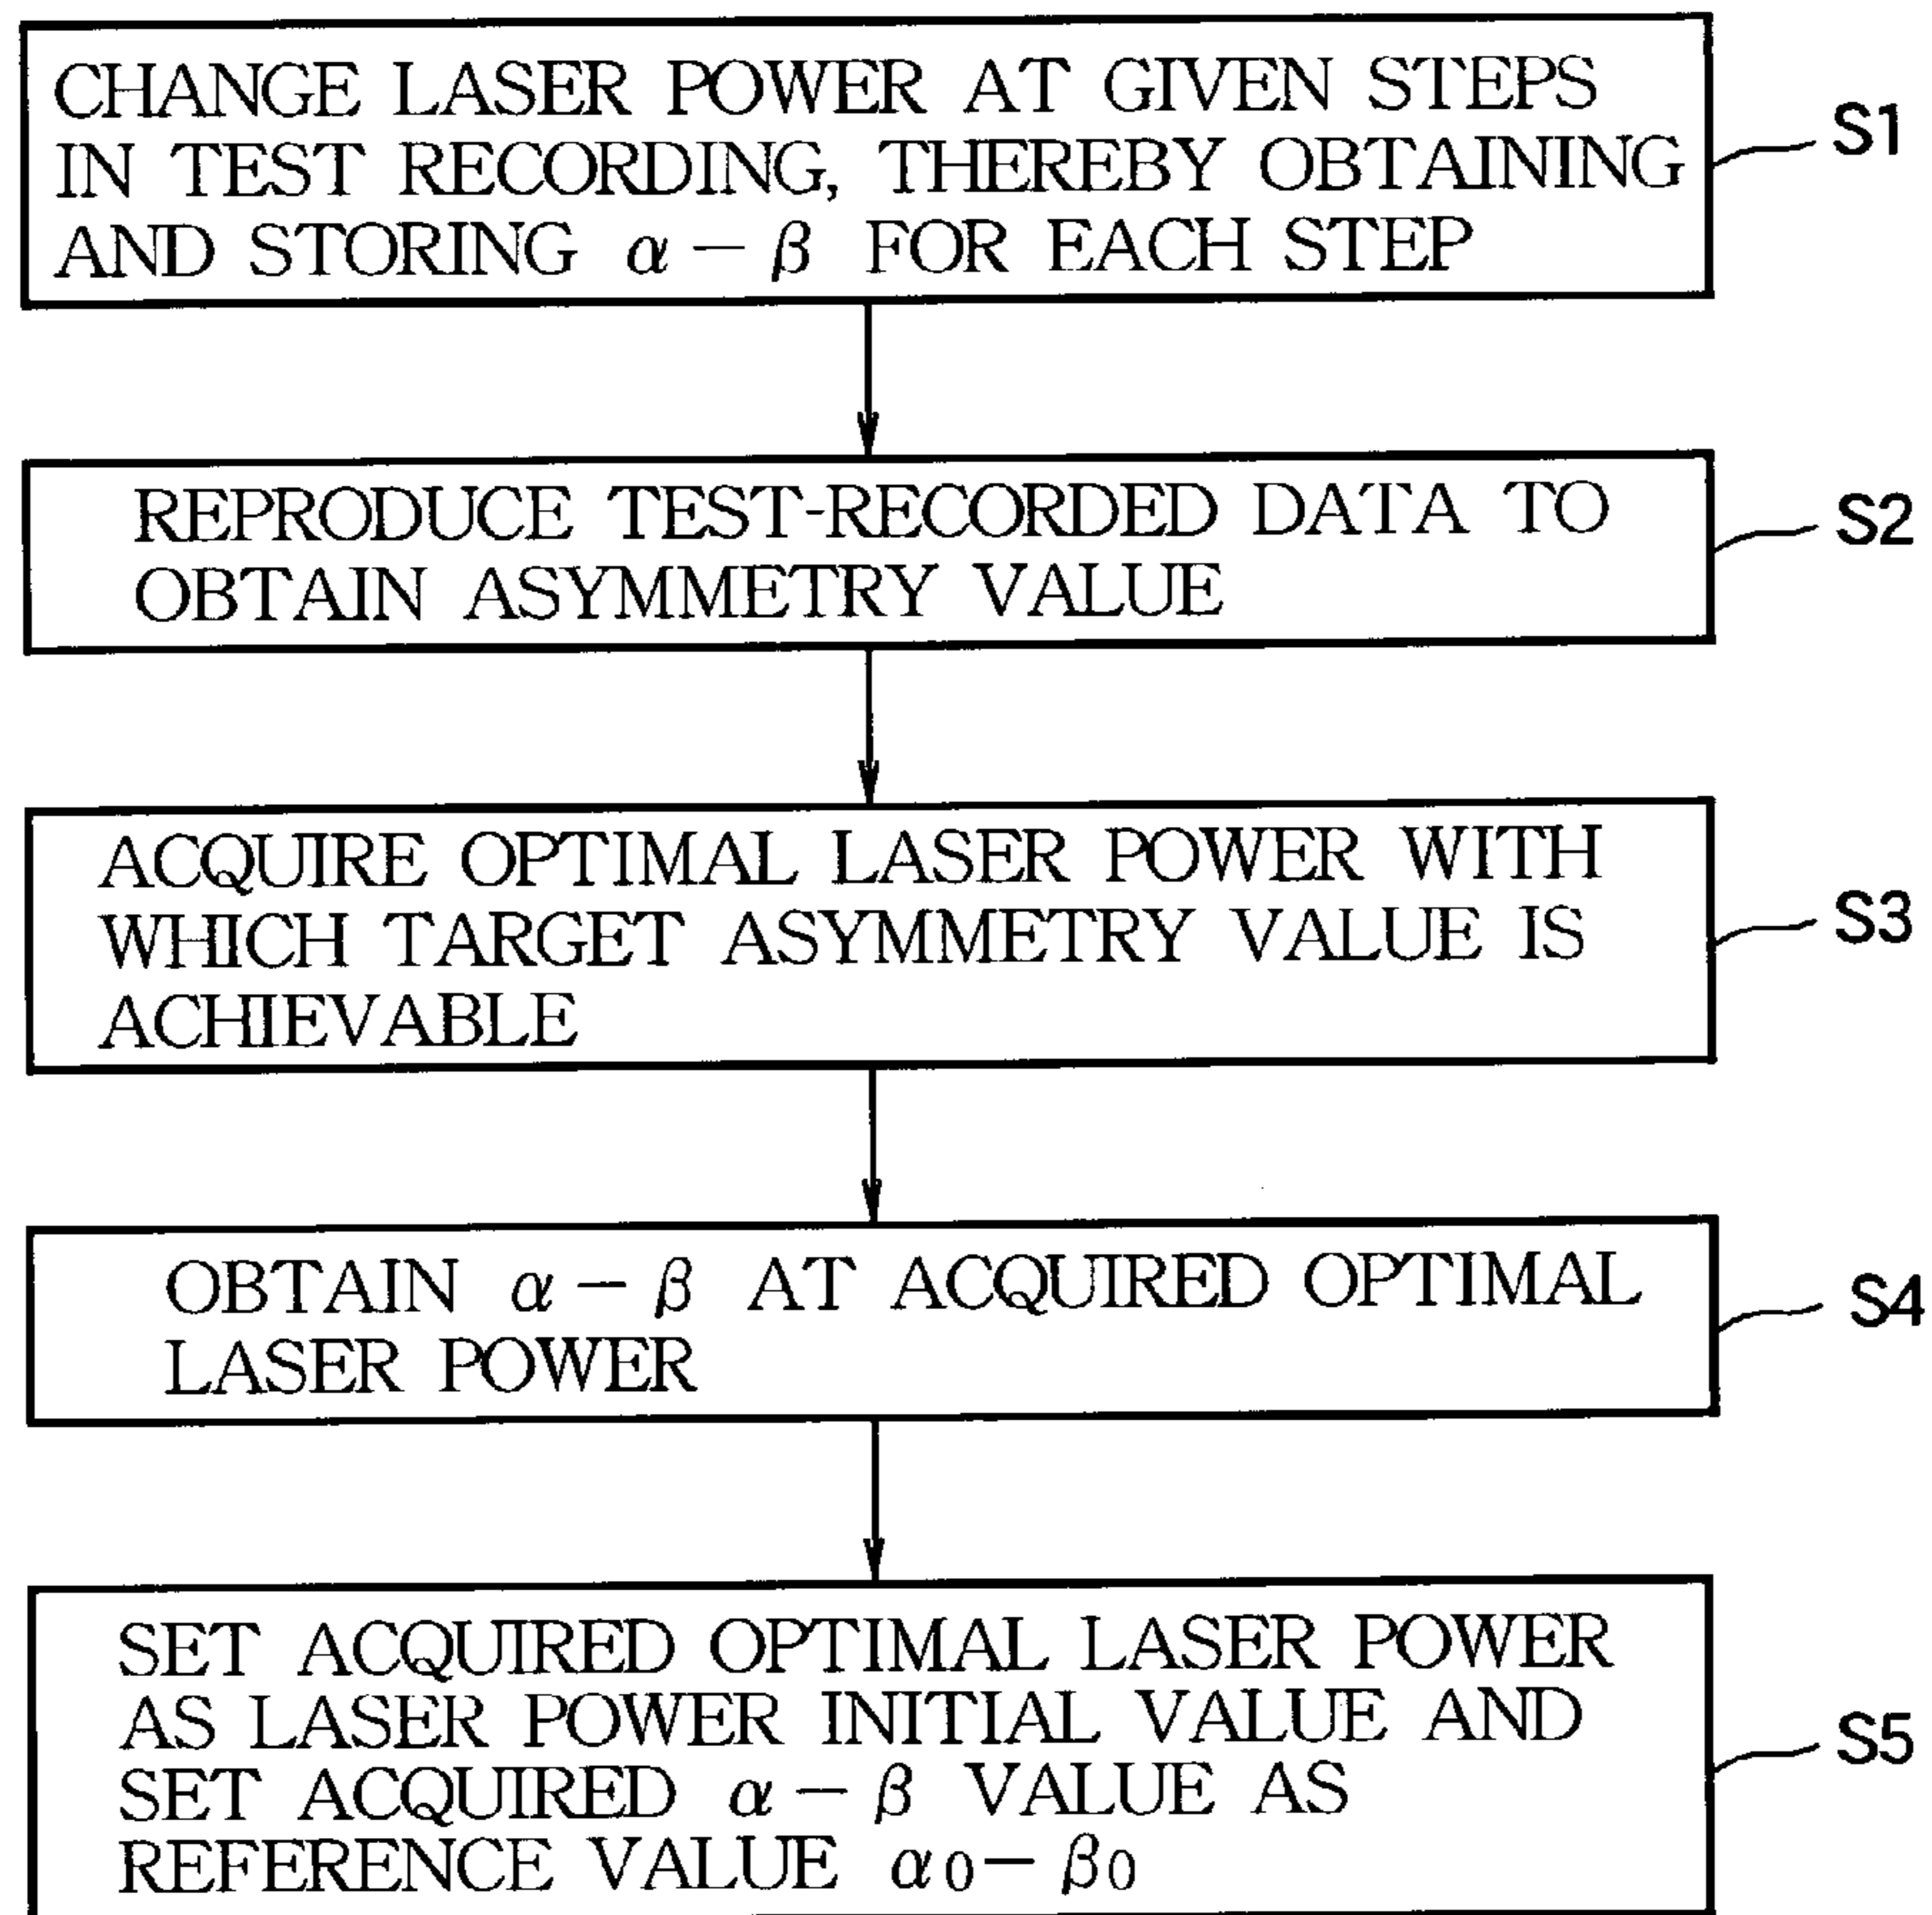 CHANGE LASER POWER AT GIVEN STEPS
IN TEST RECORDING, THEREBY OBTAINING
AND STORING α − β FOR EACH STEP
S1
REPRODUCE TEST-RECORDED DATA TO
OBTAIN ASYMMETRY VALUE
S2
ACQUIRE OPTIMAL LASER POWER WITH
WHICH TARGET ASYMMETRY VALUE IS
ACHIEVABLE
S3
OBTAIN α − β AT ACQUIRED OPTIMAL
LASER POWER
S4
SET ACQUIRED OPTIMAL LASER POWER
AS LASER POWER INITIAL VALUE AND
SET ACQUIRED α − β VALUE AS
REFERENCE VALUE α0− β0
S5